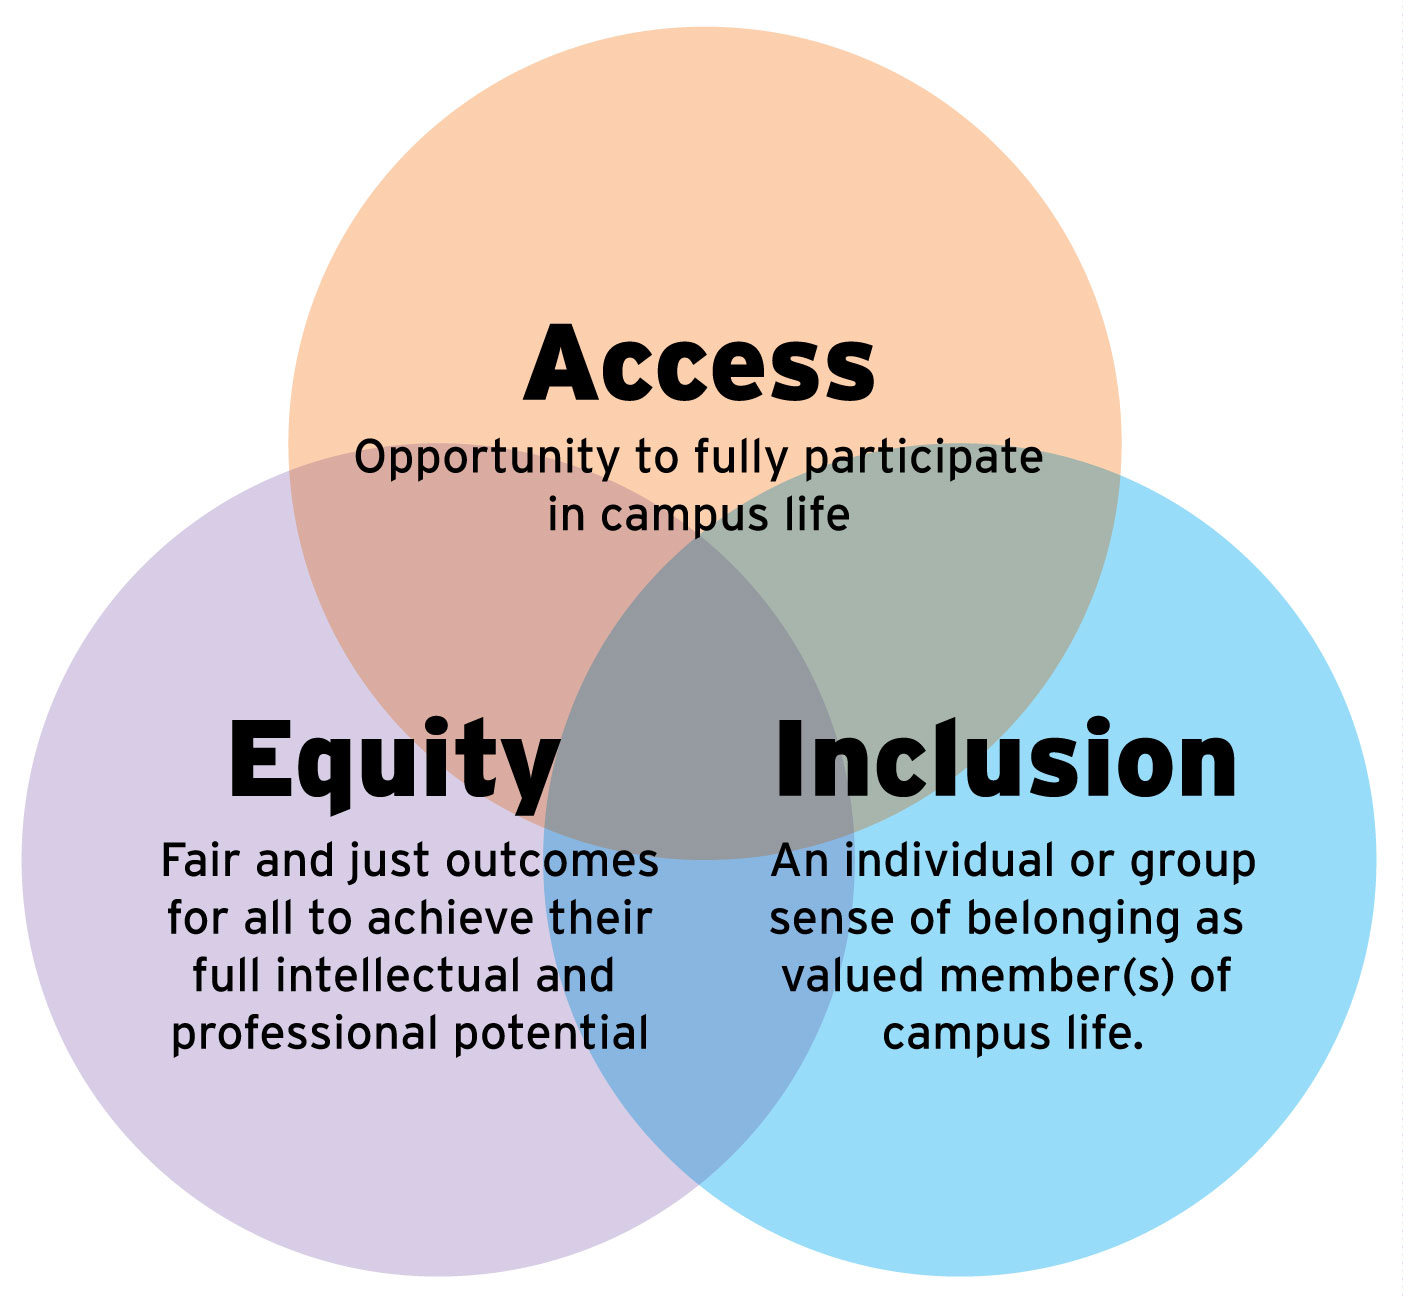 Access
Opportunity to fully participate
in campus life
Equity
Fair and just outcomes
for all to achieve their
full intellectual and
professional potential
Inclusion
An individual or group
sense of belonging as
valued member(s) of
campus life.